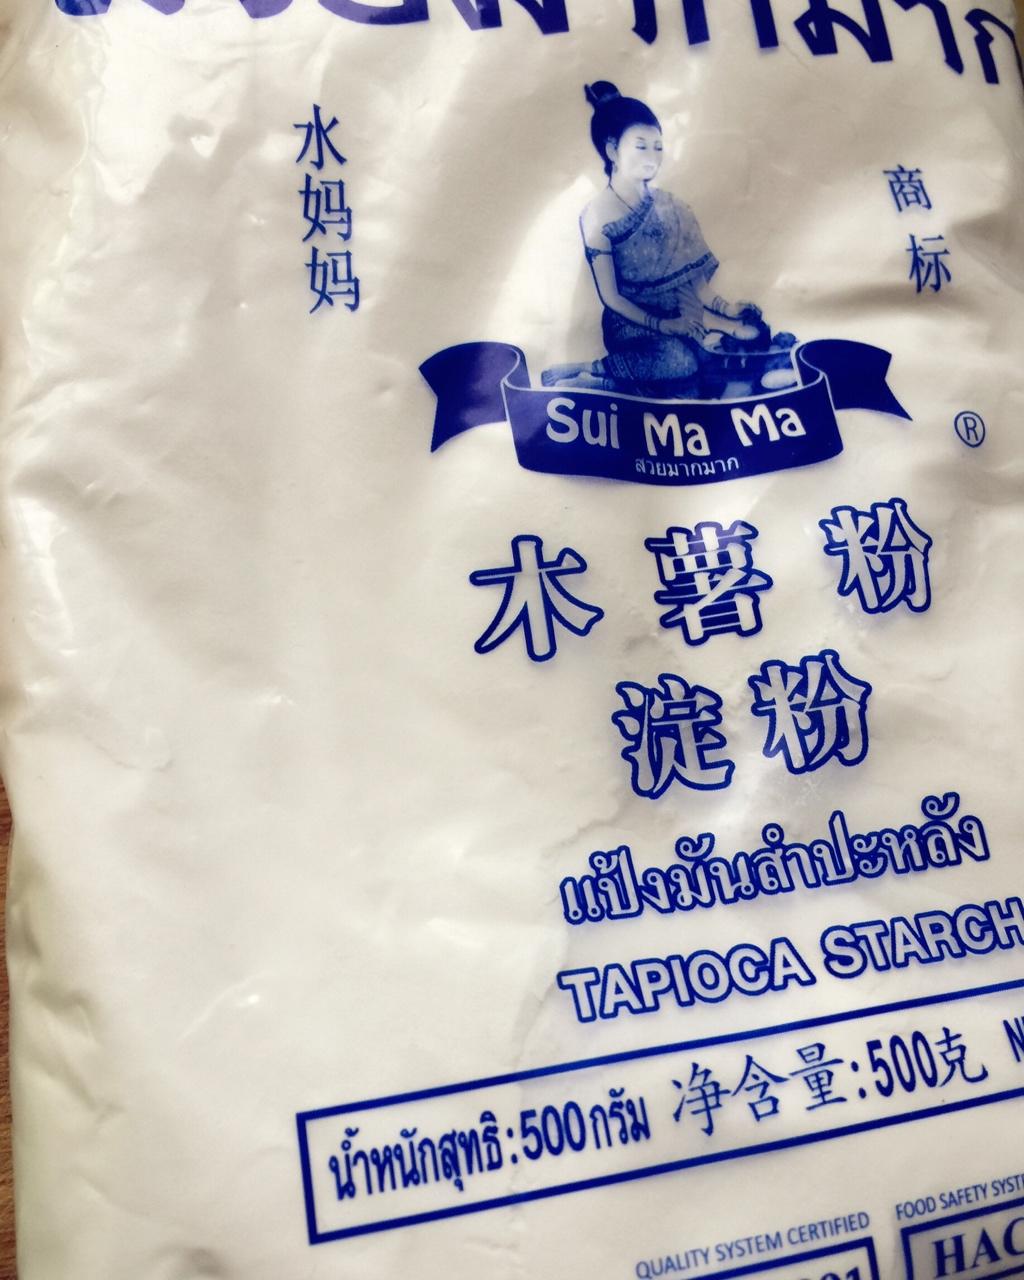 水妈妈
商标
Sui Ma Ma
สวยมากมาก
®
木薯粉
淀粉
แป้งมันสำปะหลัง
TAPIOCA STARCH
น้ำหนักสุทธิ:500กรัม 净含量:500克
QUALITY SYSTEM CERTIFIED
FOOD SAFETY